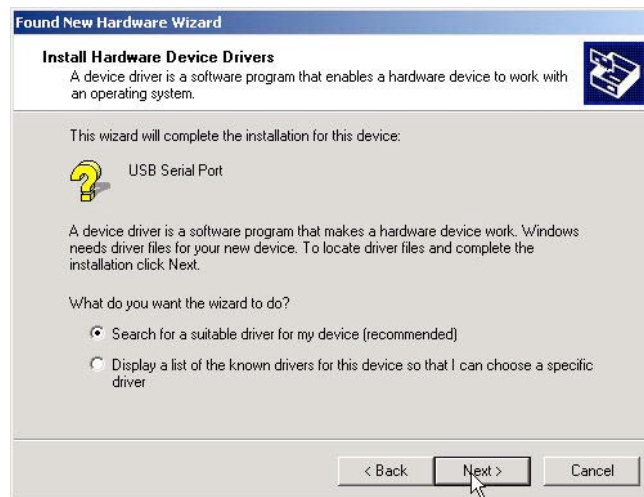 Found New Hardware Wizard
Install Hardware Device Drivers
A device driver is a software program that enables a hardware device to work with
an operating system.
This wizard will complete the installation for this device:
USB Serial Port
A device driver is a software program that makes a hardware device work. Windows
needs driver files for your new device. To locate driver files and complete the
installation click Next.
What do you want the wizard to do?
Search for a suitable driver for my device (recommended)
Display a list of the known drivers for this device so that I can choose a specific
driver
< Back Next > Cancel